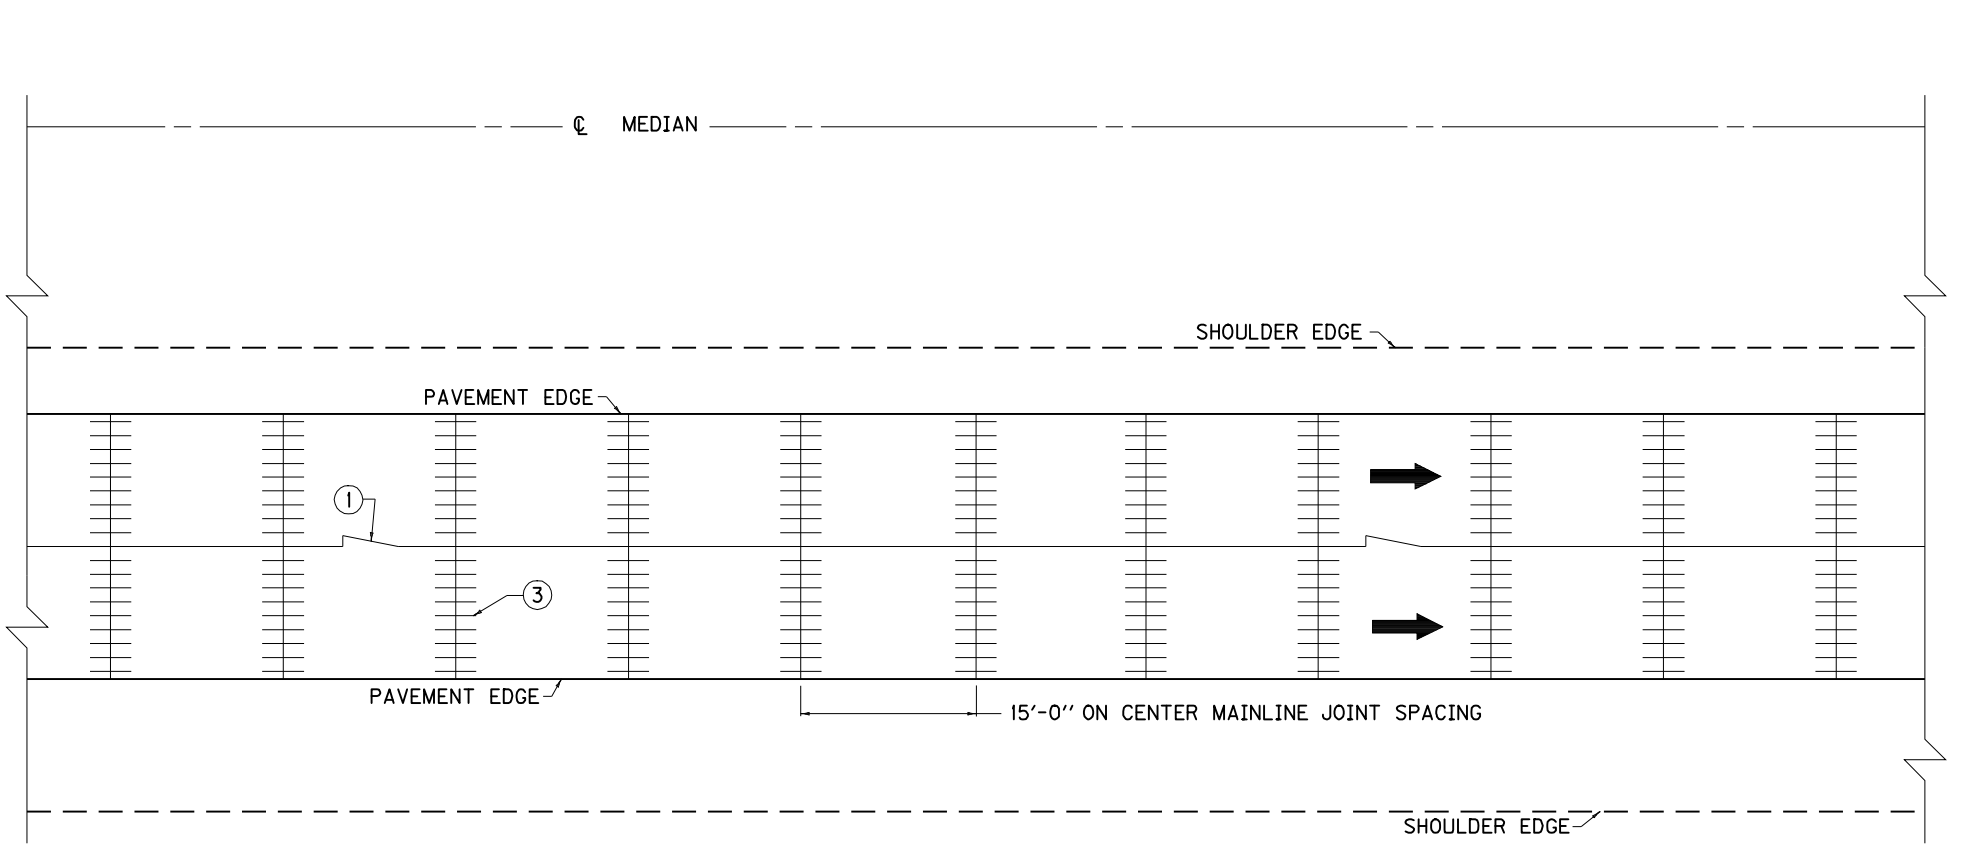 ℄ MEDIAN
SHOULDER EDGE
PAVEMENT EDGE
1
3
PAVEMENT EDGE
15'-0'' ON CENTER MAINLINE JOINT SPACING
SHOULDER EDGE